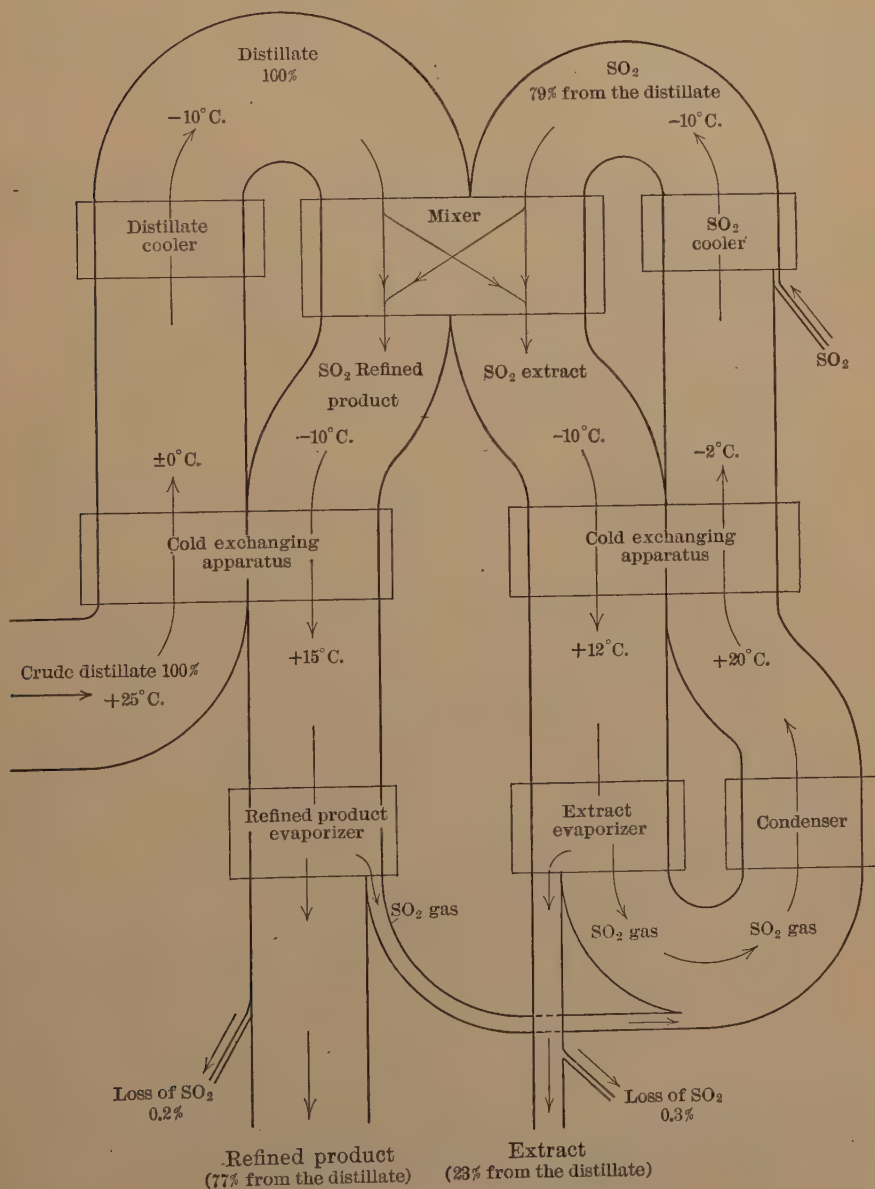 Distillate
100%
SO₂
79% from the distillate
−10°C.
−10°C.
Distillate
cooler
Mixer
SO₂
cooler
SO₂
SO₂ Refined
product
SO₂ extract
−10°C.
−10°C.
±0°C.
−2°C.
Cold exchanging
apparatus
Cold exchanging
apparatus
+15°C.
+12°C.
+20°C.
Crude distillate 100%
+25°C.
Refined product
evaporizer
Extract
evaporizer
Condenser
SO₂ gas
SO₂ gas
SO₂ gas
Loss of SO₂
0.2%
Loss of SO₂
0.3%
Refined product
(77% from the distillate)
Extract
(23% from the distillate)